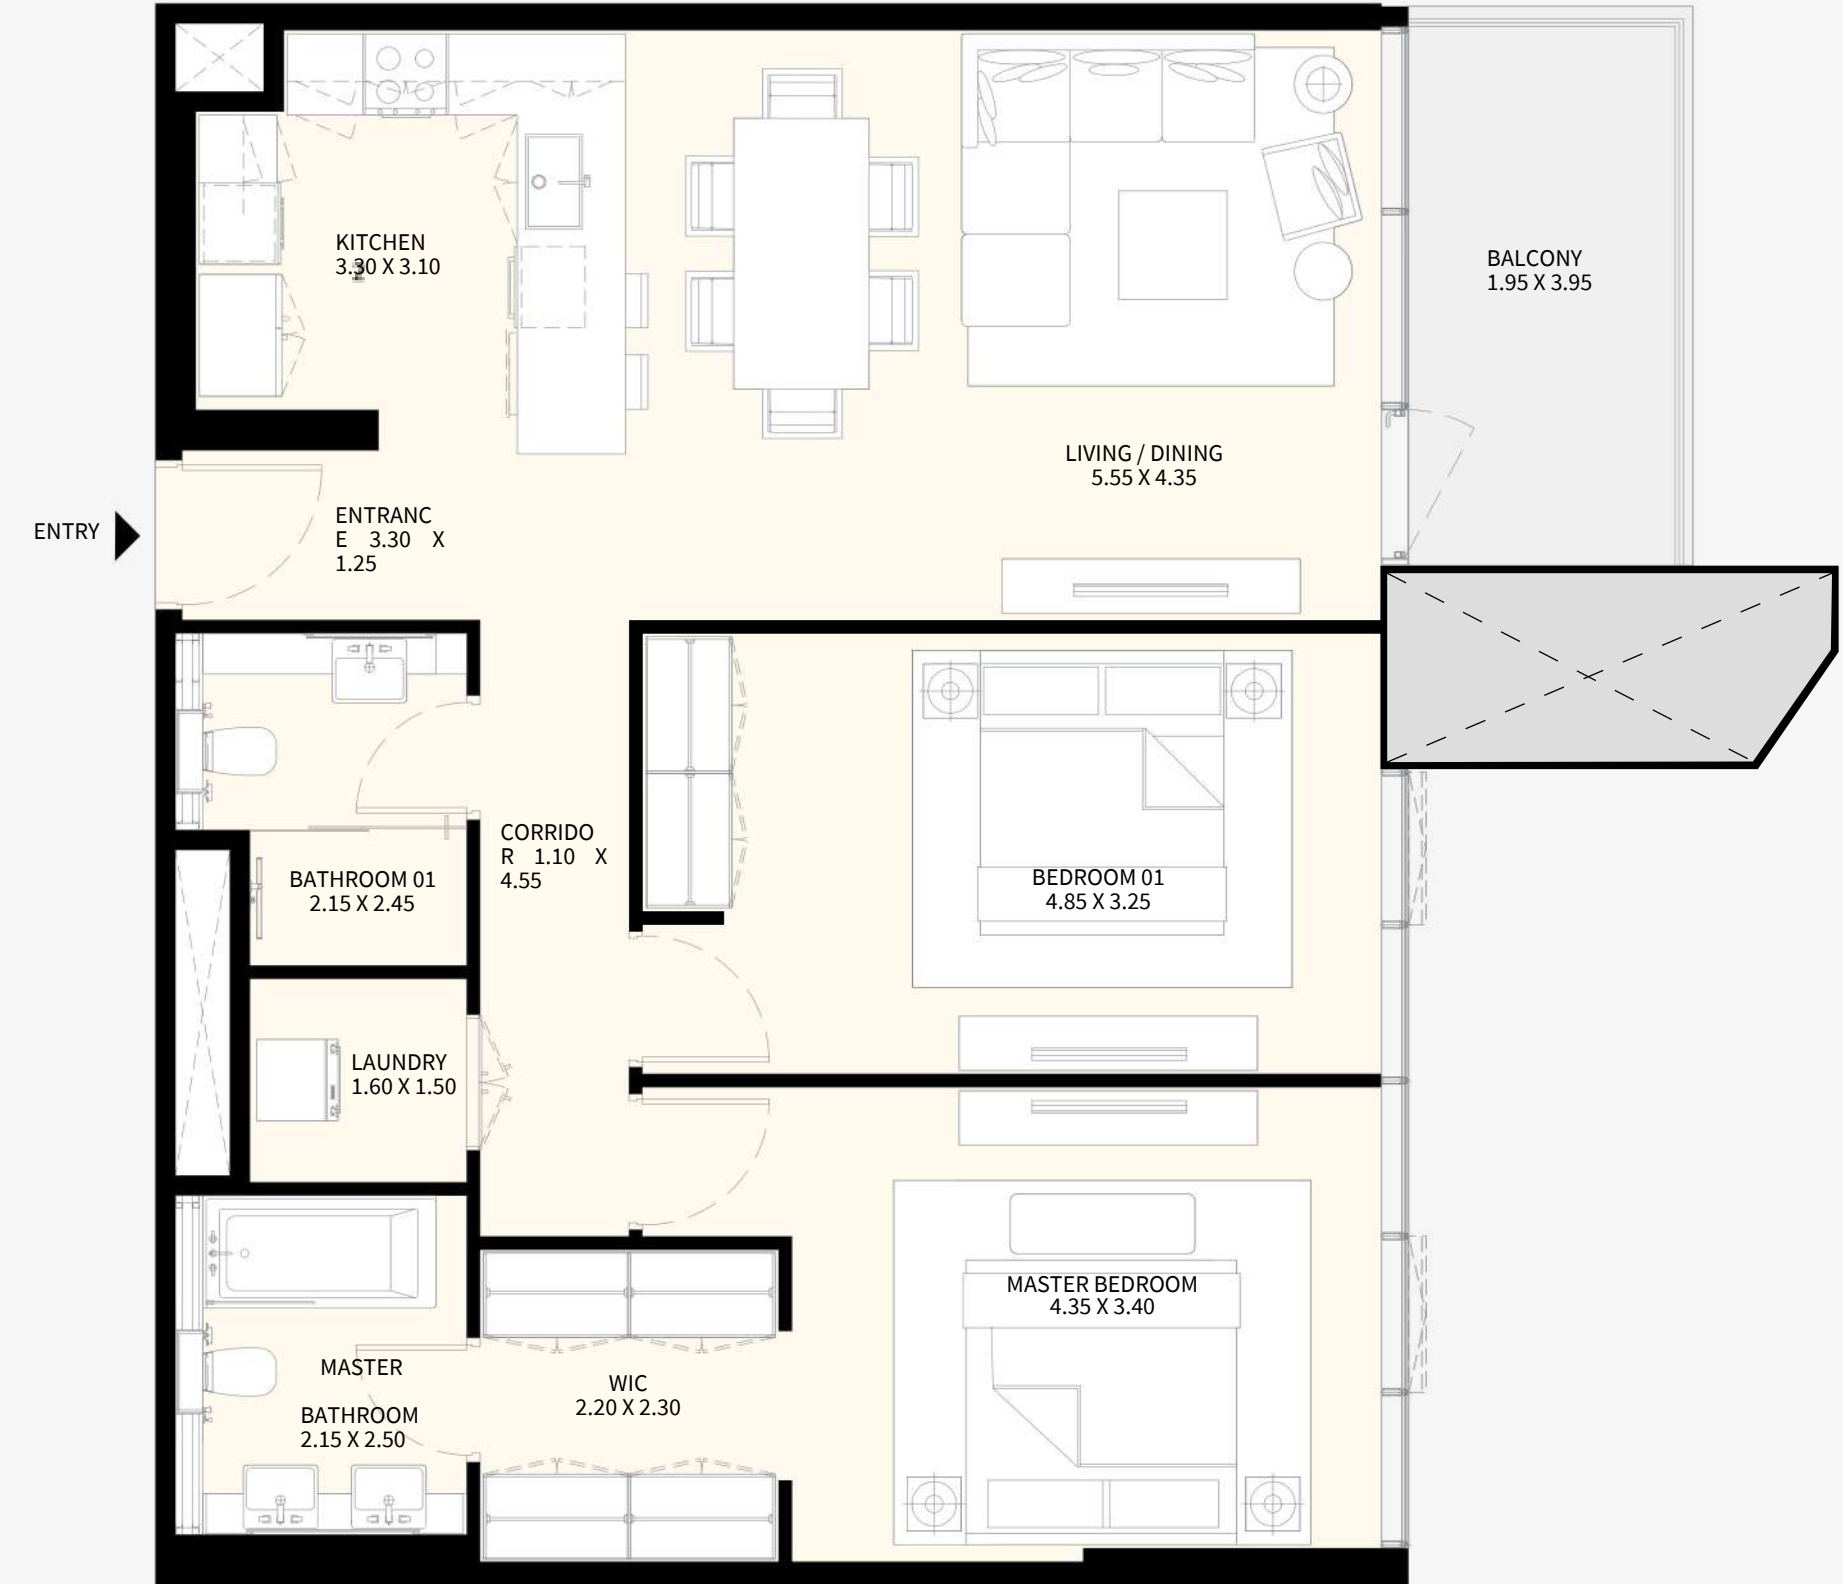 KITCHEN
3.30 X 3.10
BALCONY
1.95 X 3.95
LIVING / DINING
5.55 X 4.35
ENTRY
ENTRANC
E 3.30 X
1.25
CORRIDO
R 1.10 X
4.55
BATHROOM 01
2.15 X 2.45
BEDROOM 01
4.85 X 3.25
LAUNDRY
1.60 X 1.50
MASTER BEDROOM
4.35 X 3.40
MASTER
BATHROOM
2.15 X 2.50
WIC
2.20 X 2.30